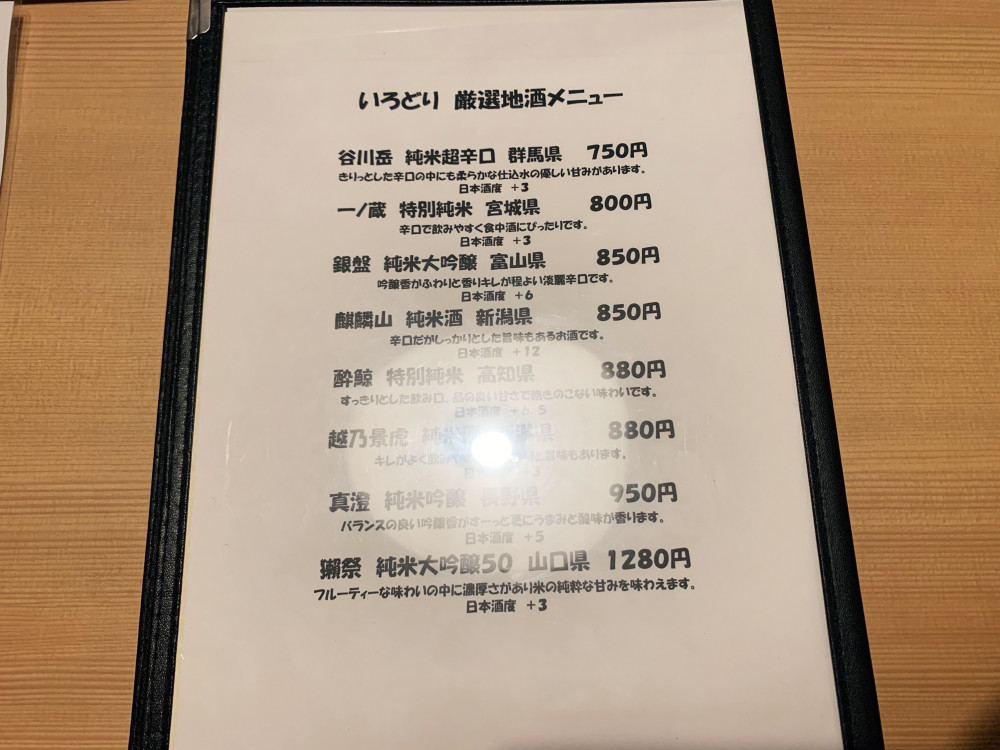 いろどり 厳選地酒メニュー
谷川岳 純米超辛口 群馬県 750円
きりっとした辛口の中にも柔らかな仕込水の優しい甘みがあります。
日本酒度 +3
一ノ蔵 特別純米 宮城県 800円
辛口で飲みやすく食中酒にぴったりです。
日本酒度 +3
銀盤 純米大吟醸 富山県 850円
吟醸香がふわりと香りキレが程よい淡麗辛口です。
日本酒度 +6
麒麟山 純米酒 新潟県 850円
辛口だがしっかりとした旨味もあるお酒です。
日本酒度 +12
酔鯨 特別純米 高知県 880円
すっきりとした飲み口、品の良い甘さで飽きのこない味わいです。
日本酒度 +6.5
越乃景虎 純米 県 880円
キレがよく飲み 旨味もあります。
真澄 純米吟醸 長野県 950円
バランスの良い吟醸香がすーっと更にうまみと酸味が香ります。
日本酒度 +5
獺祭 純米大吟醸50 山口県 1280円
フルーティーな味わいの中に濃厚さがあり米の純粋な甘みを味わえます。
日本酒度 +3